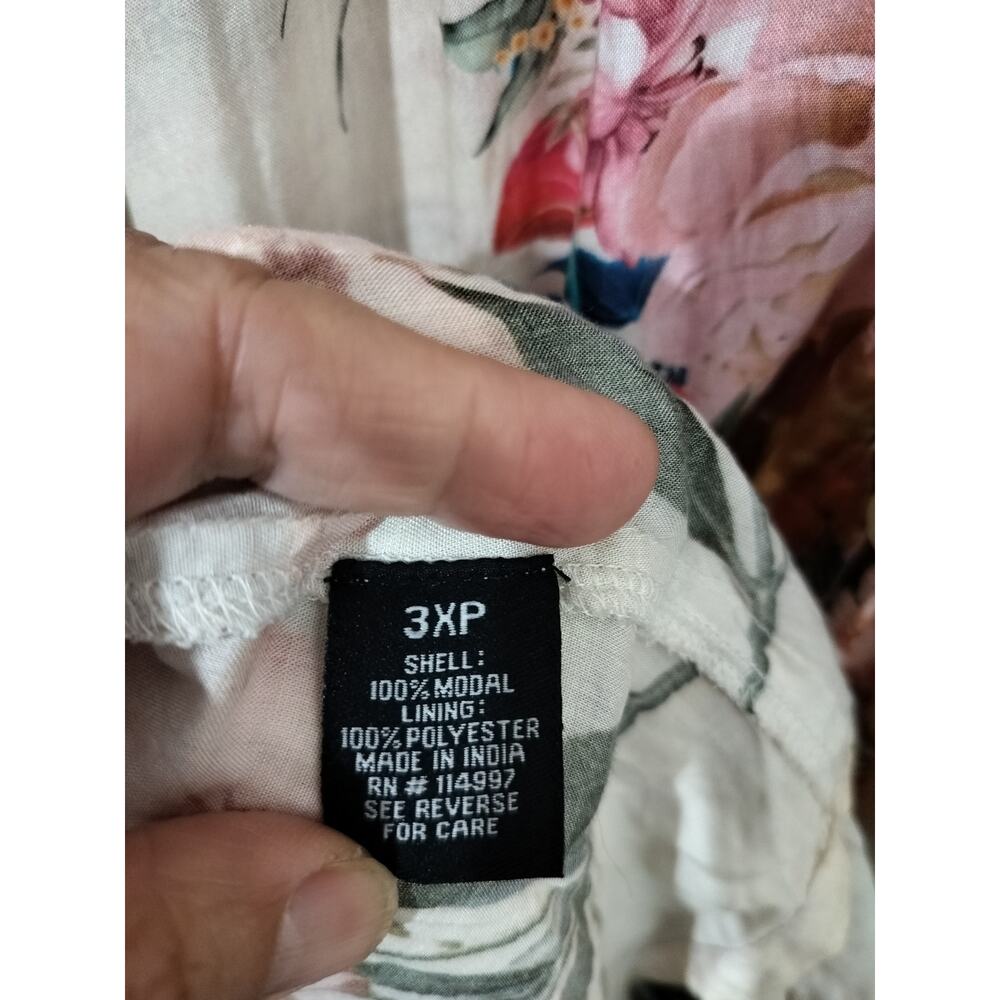 3XP
SHELL:
100% MODAL
LINING:
100% POLYESTER
MADE IN INDIA
RN # 114997
SEE REVERSE
FOR CARE